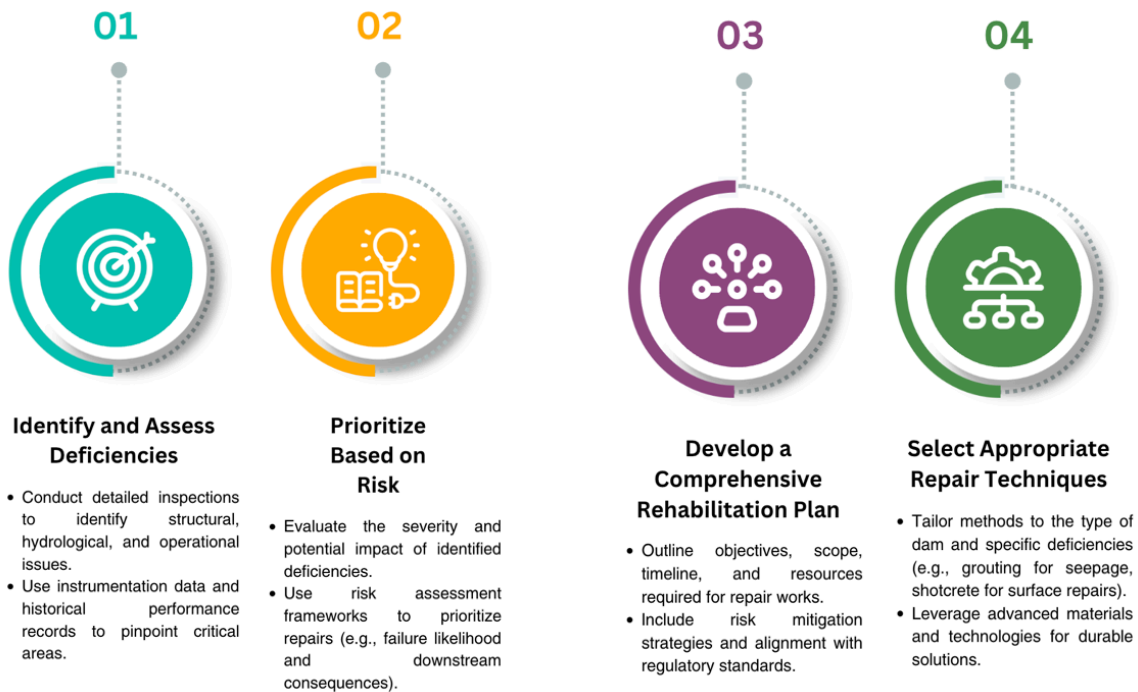 01
Identify and Assess
Deficiencies
• Conduct detailed inspections
to identify structural,
hydrological, and operational
issues.
• Use instrumentation data and
historical performance
records to pinpoint critical
areas.
02
Prioritize
Based on
Risk
• Evaluate the severity and
potential impact of identified
deficiencies.
• Use risk assessment
frameworks to prioritize
repairs (e.g., failure likelihood
and downstream
consequences).
03
Develop a
Comprehensive
Rehabilitation Plan
• Outline objectives, scope,
timeline, and resources
required for repair works.
• Include risk mitigation
strategies and alignment with
regulatory standards.
04
Select Appropriate
Repair Techniques
• Tailor methods to the type of
dam and specific deficiencies
(e.g., grouting for seepage,
shotcrete for surface repairs).
• Leverage advanced materials
and technologies for durable
solutions.